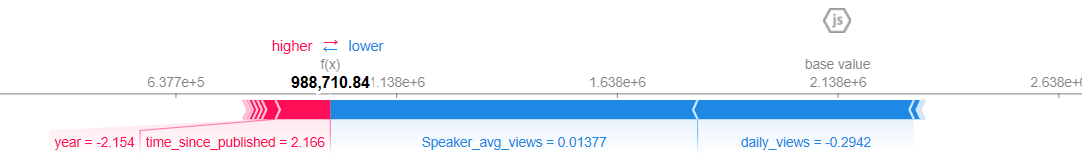 js
higher lower
f(x) base value
6.377e+5 988,710.84 1.138e+6 1.638e+6 2.138e+6 2.638e+6
year = -2.154 time_since_published = 2.166 Speaker_avg_views = 0.01377 daily_views = -0.2942